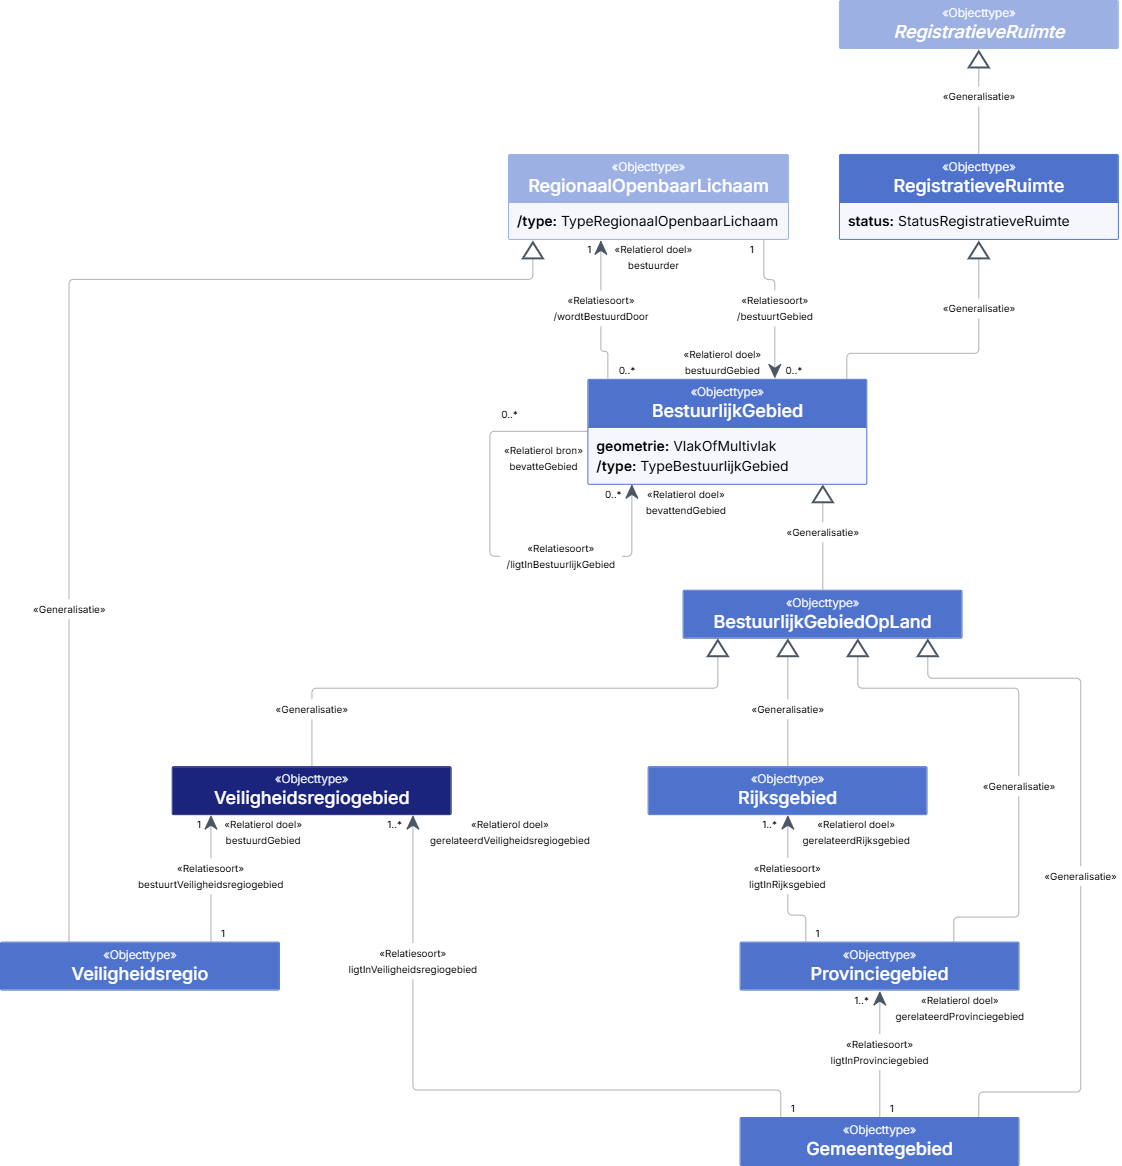 «Objecttype»
RegistratieveRuimte
«Generalisatie»
«Objecttype»
RegionaalOpenbaarLichaam
/type: TypeRegionaalOpenbaarLichaam
«Objecttype»
RegistratieveRuimte
status: StatusRegistratieveRuimte
1
«Relatierol doel»
bestuurder
1
«Relatiesoort»
/wordtBestuurdDoor
«Relatiesoort»
/bestuurtGebied
«Generalisatie»
«Relatierol doel»
bestuurdGebied
0..*
0..*
«Objecttype»
BestuurlijkGebied
geometrie: VlakOfMultivlak
/type: TypeBestuurlijkGebied
0..*
«Relatierol bron»
bevatteGebied
0..*
«Relatierol doel»
bevattendGebied
«Relatiesoort»
/ligtInBestuurlijkGebied
«Generalisatie»
«Objecttype»
BestuurlijkGebiedOpLand
«Generalisatie»
«Generalisatie»
«Generalisatie»
«Generalisatie»
«Generalisatie»
«Objecttype»
Veiligheidsregiogebied
«Objecttype»
Rijksgebied
1
«Relatierol doel»
bestuurdGebied
1..*
«Relatierol doel»
gerelateerdVeiligheidsregiogebied
1..*
«Relatierol doel»
gerelateerdRijksgebied
«Relatiesoort»
bestuurtVeiligheidsregiogebied
«Relatiesoort»
ligtInRijksgebied
1
1
«Objecttype»
Veiligheidsregio
«Relatiesoort»
ligtInVeiligheidsregiogebied
«Objecttype»
Provinciegebied
1..*
«Relatierol doel»
gerelateerdProvinciegebied
«Relatiesoort»
ligtInProvinciegebied
1
1
«Objecttype»
Gemeentegebied